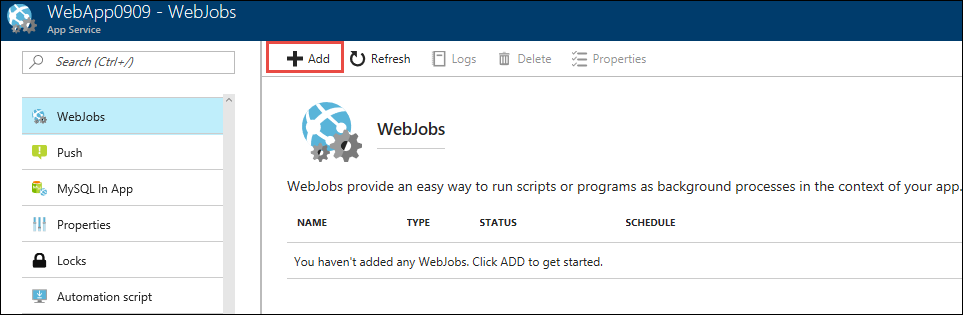 WebApp0909 - WebJobs
App Service
Search (Ctrl+/)
Add Refresh Logs Delete Properties
WebJobs
Push
MySQL In App
Properties
Locks
Automation script
WebJobs
WebJobs provide an easy way to run scripts or programs as background processes in the context of your app.
NAME TYPE STATUS SCHEDULE
You haven't added any WebJobs. Click ADD to get started.